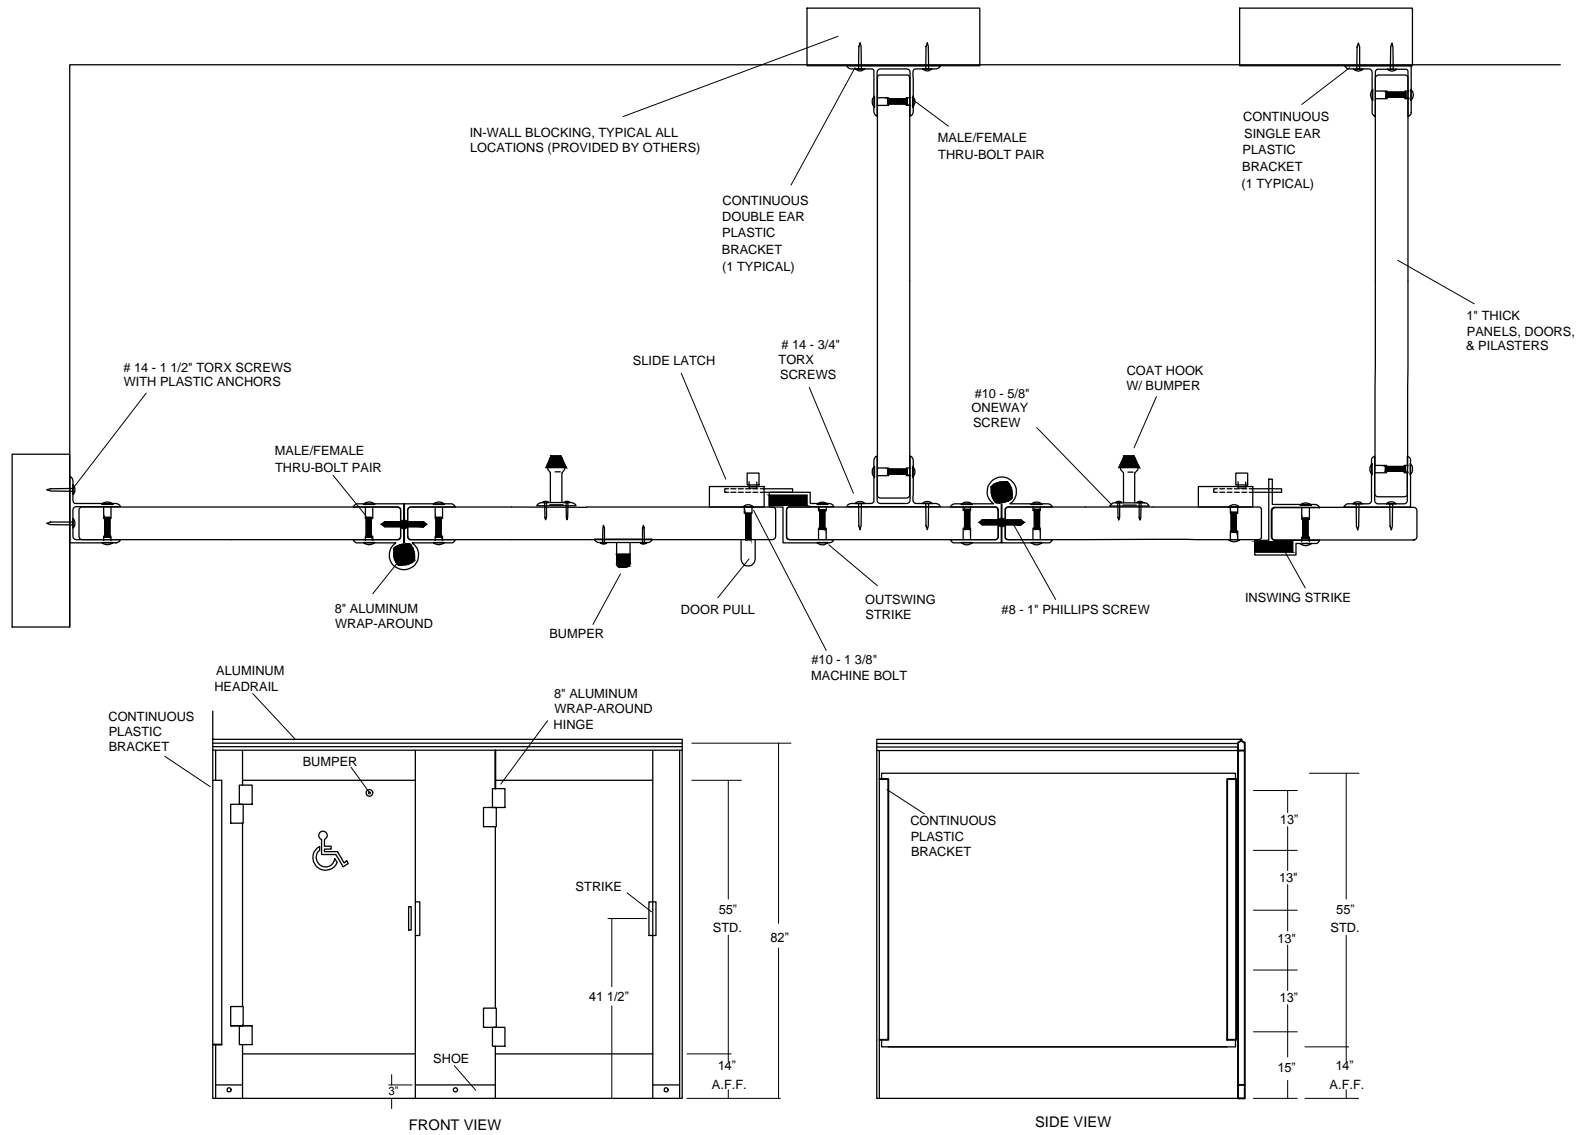 IN-WALL BLOCKING, TYPICAL ALL
LOCATIONS (PROVIDED BY OTHERS)
MALE/FEMALE
THRU-BOLT PAIR
CONTINUOUS
SINGLE EAR
PLASTIC
BRACKET
(1 TYPICAL)
CONTINUOUS
DOUBLE EAR
PLASTIC
BRACKET
(1 TYPICAL)
1" THICK
PANELS, DOORS,
& PILASTERS
# 14 - 1 1/2" TORX SCREWS
WITH PLASTIC ANCHORS
SLIDE LATCH
# 14 - 3/4"
TORX
SCREWS
#10 - 5/8"
ONEWAY
SCREW
COAT HOOK
W/ BUMPER
MALE/FEMALE
THRU-BOLT PAIR
8" ALUMINUM
WRAP-AROUND
BUMPER
DOOR PULL
#10 - 1 3/8"
MACHINE BOLT
OUTSWING
STRIKE
#8 - 1" PHILLIPS SCREW
INSWING STRIKE
ALUMINUM
HEADRAIL
CONTINUOUS
PLASTIC
BRACKET
BUMPER
8" ALUMINUM
WRAP-AROUND
HINGE
STRIKE
41 1/2"
55"
STD.
82"
14"
A.F.F.
SHOE
3"
FRONT VIEW
CONTINUOUS
PLASTIC
BRACKET
13"
13"
13"
13"
15"
55"
STD.
14"
A.F.F.
SIDE VIEW